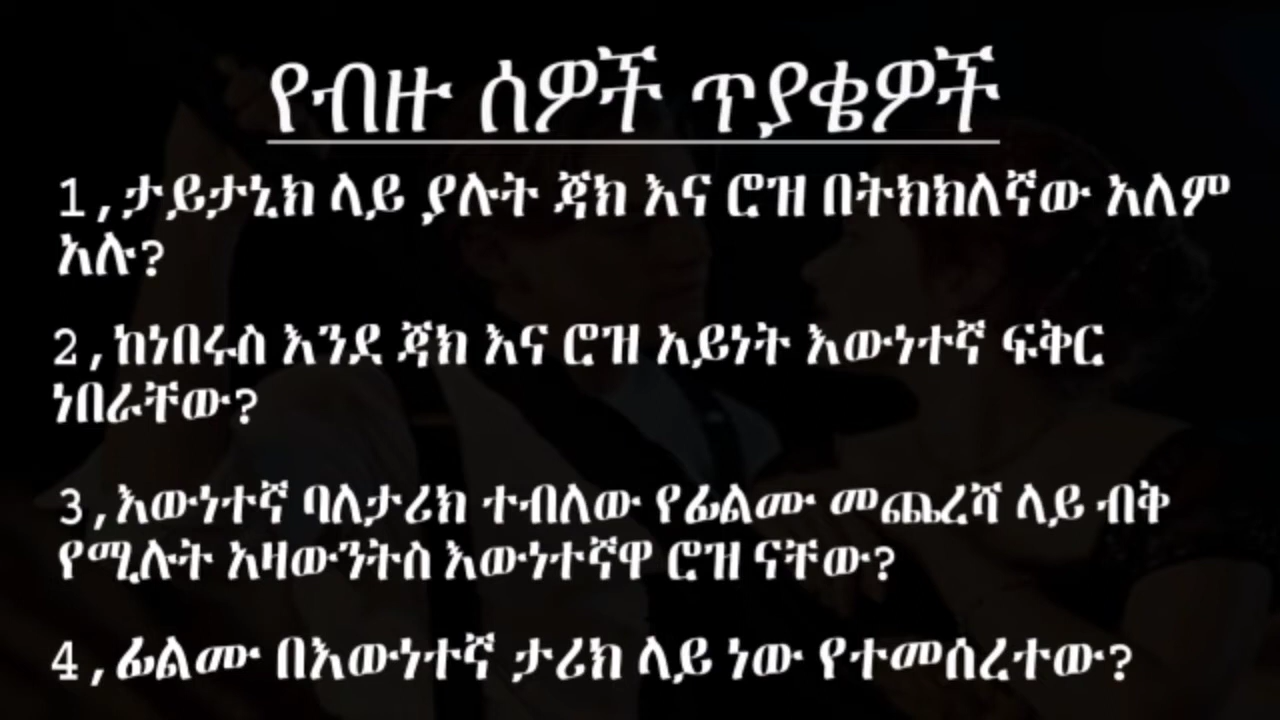 የብዙ ሰዎች ጥያቄዎች
1,ታይታኒክ ላይ ያሉት ጃክ እና ሮዝ በትክክለኛው አለም
አሉ?
2,ከነበሩስ እንደ ጃክ እና ሮዝ አይነት እውነተኛ ፍቅር
ነበራቸው?
3,እውነተኛ ባለታሪክ ተብለው የፊልሙ መጨረሻ ላይ ብቅ
የሚሉት አዛውንትስ እውነተኛዋ ሮዝ ናቸው?
4,ፊልሙ በእውነተኛ ታሪክ ላይ ነው የተመሰረተው?